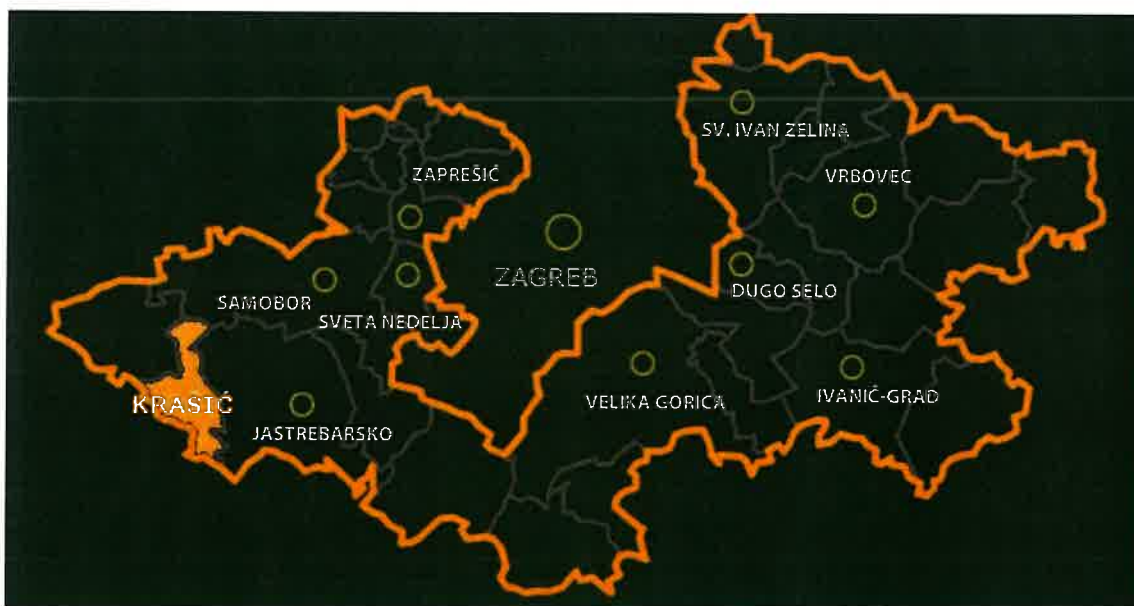 SV. IVAN ZELINA
ZAPREŠIĆ
VRBOVEC
ZAGREB
DUGO SELO
SAMOBOR
SVETA NEDELJA
KRAŠIĆ
JASTREBARSKO
VELIKA GORICA
IVANIĆ-GRAD